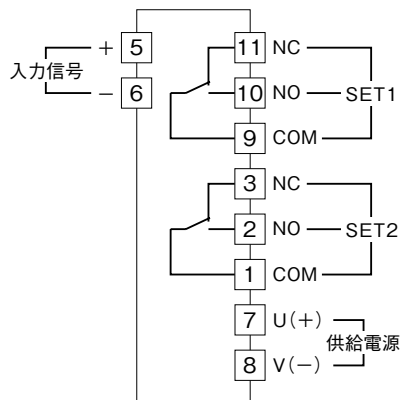 + 5
入力信号
− 6
11 NC
10 NO SET1
9 COM
3 NC
2 NO SET2
1 COM
7 U(+)
供給電源
8 V(−)